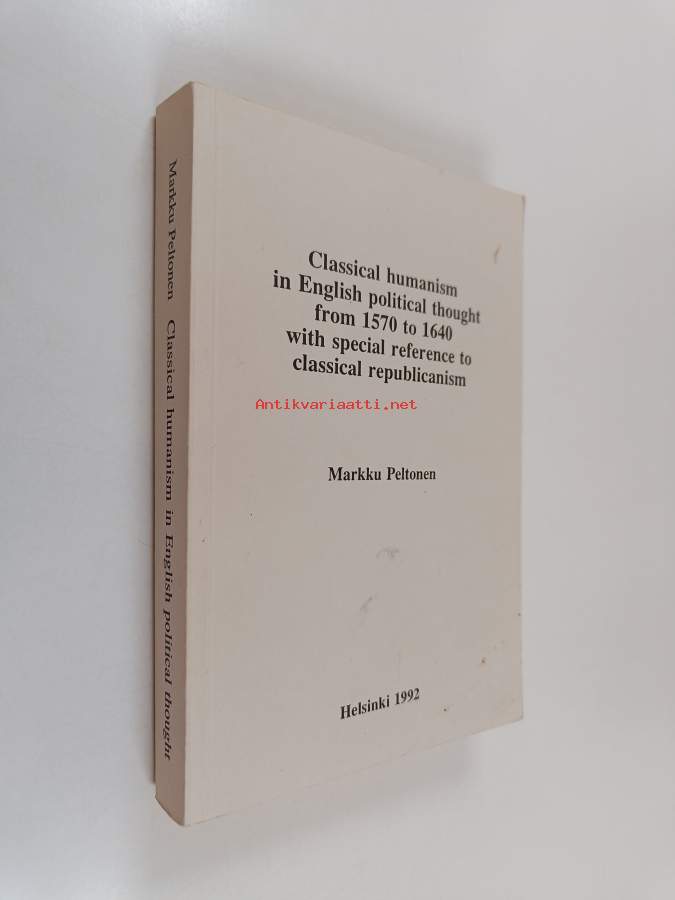 Markku Peltonen Classical humanism in English political thought
Classical humanism
in English political thought
from 1570 to 1640
with special reference to
classical republicanism
Antikvariaatti.net
Markku Peltonen
Helsinki 1992